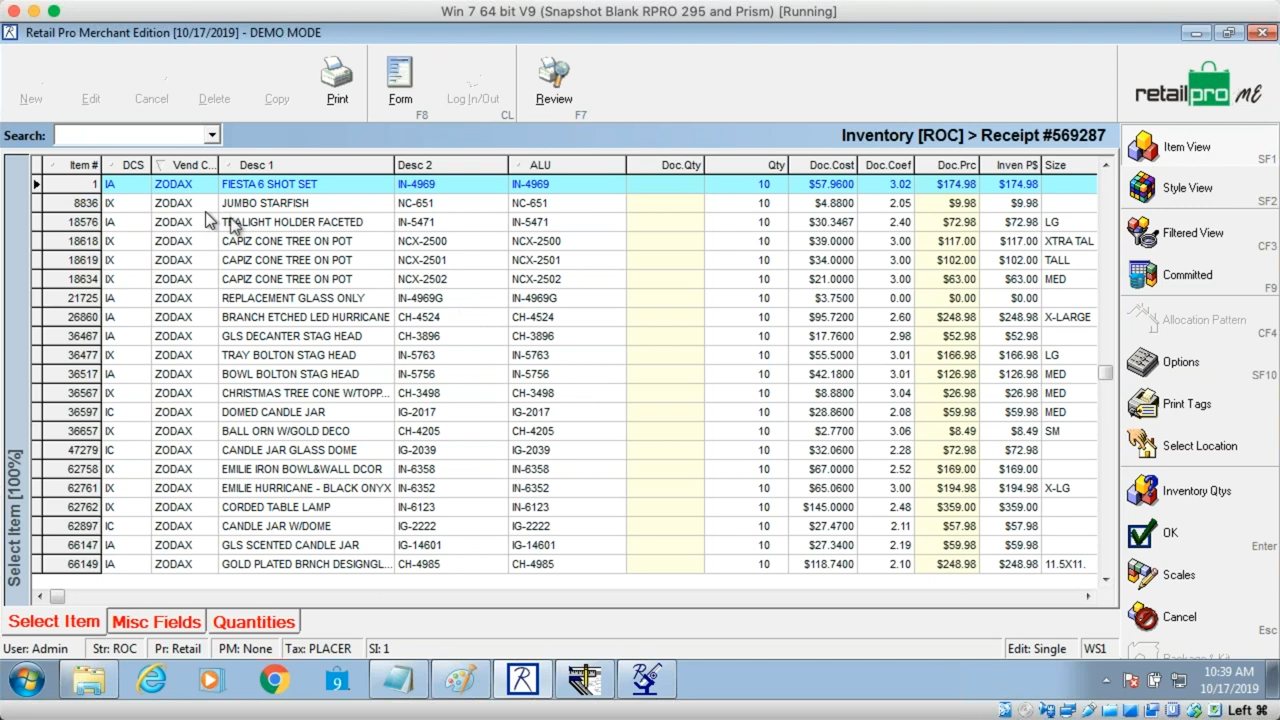 Win 7 64 bit V9 (Snapshot Blank RPRO 295 and Prism) [Running]
Retail Pro Merchant Edition [10/17/2019] - DEMO MODE
New Edit Cancel Delete Copy Print Form Log In/Out Review
F8 CL F7
retailpro ME
Search: Inventory [ROC] > Receipt #569287
Item # DCS Vend C... Desc 1 Desc 2 ALU Doc.Qty Qty Doc.Cost Doc.Coef Doc.Prc Inven P$ Size
1 IA ZODAX FIESTA 6 SHOT SET IN-4969 IN-4969 10 $57.9600 3.02 $174.98 $174.98
8836 IX ZODAX JUMBO STARFISH NC-651 NC-651 10 $4.8800 2.05 $9.98 $9.98
18576 IA ZODAX TEALIGHT HOLDER FACETED IN-5471 IN-5471 10 $30.3467 2.40 $72.98 $72.98 LG
18618 IX ZODAX CAPIZ CONE TREE ON POT NCX-2500 NCX-2500 10 $39.0000 3.00 $117.00 $117.00 XTRA TAL
18619 IX ZODAX CAPIZ CONE TREE ON POT NCX-2501 NCX-2501 10 $34.0000 3.00 $102.00 $102.00 TALL
18634 IX ZODAX CAPIZ CONE TREE ON POT NCX-2502 NCX-2502 10 $21.0000 3.00 $63.00 $63.00 MED
21725 IA ZODAX REPLACEMENT GLASS ONLY IN-4969G IN-4969G 10 $3.7500 0.00 $0.00 $0.00
26860 IA ZODAX BRANCH ETCHED LED HURRICANE CH-4524 CH-4524 10 $95.7200 2.60 $248.98 $248.98 X-LARGE
36467 IA ZODAX GLS DECANTER STAG HEAD CH-3896 CH-3896 10 $17.7600 2.98 $52.98 $52.98
36477 IX ZODAX TRAY BOLTON STAG HEAD IN-5763 IN-5763 10 $55.5000 3.01 $166.98 $166.98 LG
36517 IA ZODAX BOWL BOLTON STAG HEAD IN-5756 IN-5756 10 $42.1800 3.01 $126.98 $126.98 MED
36567 IX ZODAX CHRISTMAS TREE CONE W/TOPP... CH-3498 CH-3498 10 $8.8800 3.04 $26.98 $26.98 MED
36597 IC ZODAX DOMED CANDLE JAR IG-2017 IG-2017 10 $28.8600 2.08 $59.98 $59.98 MED
36657 IX ZODAX BALL ORN W/GOLD DECO CH-4205 CH-4205 10 $2.7700 3.06 $8.49 $8.49 SM
47279 IC ZODAX CANDLE JAR GLASS DOME IG-2039 IG-2039 10 $32.0600 2.28 $72.98 $72.98
62758 IX ZODAX EMILIE IRON BOWL&WALL DCOR IN-6358 IN-6358 10 $67.0000 2.52 $169.00 $169.00
62761 IX ZODAX EMILIE HURRICANE - BLACK ONYX IN-6352 IN-6352 10 $65.0600 3.00 $194.98 $194.98 X-LG
62762 IX ZODAX CORDED TABLE LAMP IN-6123 IN-6123 10 $145.0000 2.48 $359.00 $359.00
62897 IC ZODAX CANDLE JAR W/DOME IG-2222 IG-2222 10 $27.4700 2.11 $57.98 $57.98
66147 IA ZODAX GLS SCENTED CANDLE JAR IG-14601 IG-14601 10 $27.3400 2.19 $59.98 $59.98
66149 IA ZODAX GOLD PLATED BRNCH DESIGNGL... CH-4985 CH-4985 10 $118.7400 2.10 $248.98 $248.98 11.5X11.
Select Item [100%]
Item View
SF1
Style View
SF2
Filtered View
CF3
Committed
F9
Allocation Pattern
CF4
Options
SF10
Print Tags
Select Location
Inventory Qtys
OK
Enter
Scales
Cancel
Esc
Select Item Misc Fields Quantities
User: Admin Str: ROC Pr: Retail PM: None Tax: PLACER SI: 1 Edit: Single WS1
9
10:39 AM
10/17/2019
Left ⌘